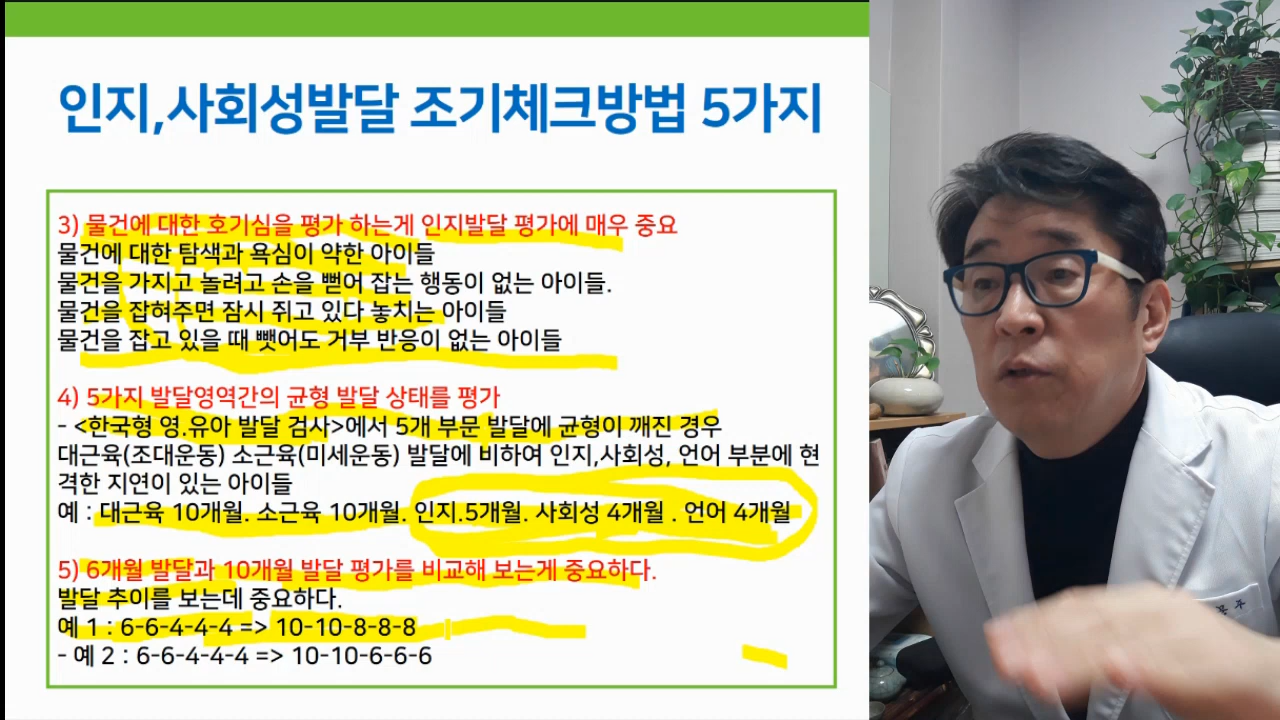 인지,사회성발달 조기체크방법 5가지
3) 물건에 대한 호기심을 평가 하는게 인지발달 평가에 매우 중요
물건에 대한 탐색과 욕심이 약한 아이들
물건을 가지고 놀려고 손을 뻗어 잡는 행동이 없는 아이들.
물건을 잡혀주면 잠시 쥐고 있다 놓치는 아이들
물건을 잡고 있을 때 뺏어도 거부 반응이 없는 아이들
4) 5가지 발달영역간의 균형 발달 상태를 평가
- <한국형 영.유아 발달 검사>에서 5개 부문 발달에 균형이 깨진 경우
대근육(조대운동) 소근육(미세운동) 발달에 비하여 인지,사회성, 언어 부분에 현
격한 지연이 있는 아이들
예 : 대근육 10개월. 소근육 10개월. 인지.5개월. 사회성 4개월 . 언어 4개월
5) 6개월 발달과 10개월 발달 평가를 비교해 보는게 중요하다.
발달 추이를 보는데 중요하다.
예 1 : 6-6-4-4-4 => 10-10-8-8-8
- 예 2 : 6-6-4-4-4 => 10-10-6-6-6